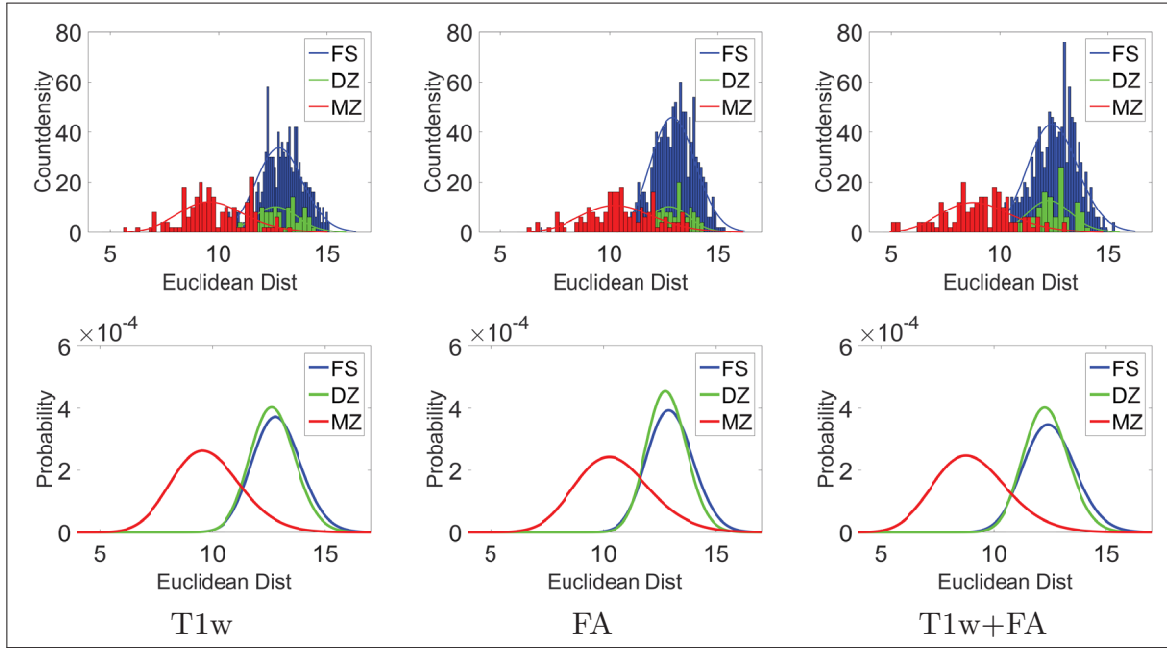 80
60
40
20
0
Countdensity
5 10 15
Euclidean Dist
FS
DZ
MZ
80
60
40
20
0
Countdensity
5 10 15
Euclidean Dist
FS
DZ
MZ
80
60
40
20
0
Countdensity
5 10 15
Euclidean Dist
FS
DZ
MZ
×10-4
6
4
2
0
Probability
5 10 15
Euclidean Dist
FS
DZ
MZ
T1w
×10-4
6
4
2
0
Probability
5 10 15
Euclidean Dist
FS
DZ
MZ
FA
×10-4
6
4
2
0
Probability
5 10 15
Euclidean Dist
FS
DZ
MZ
T1w+FA